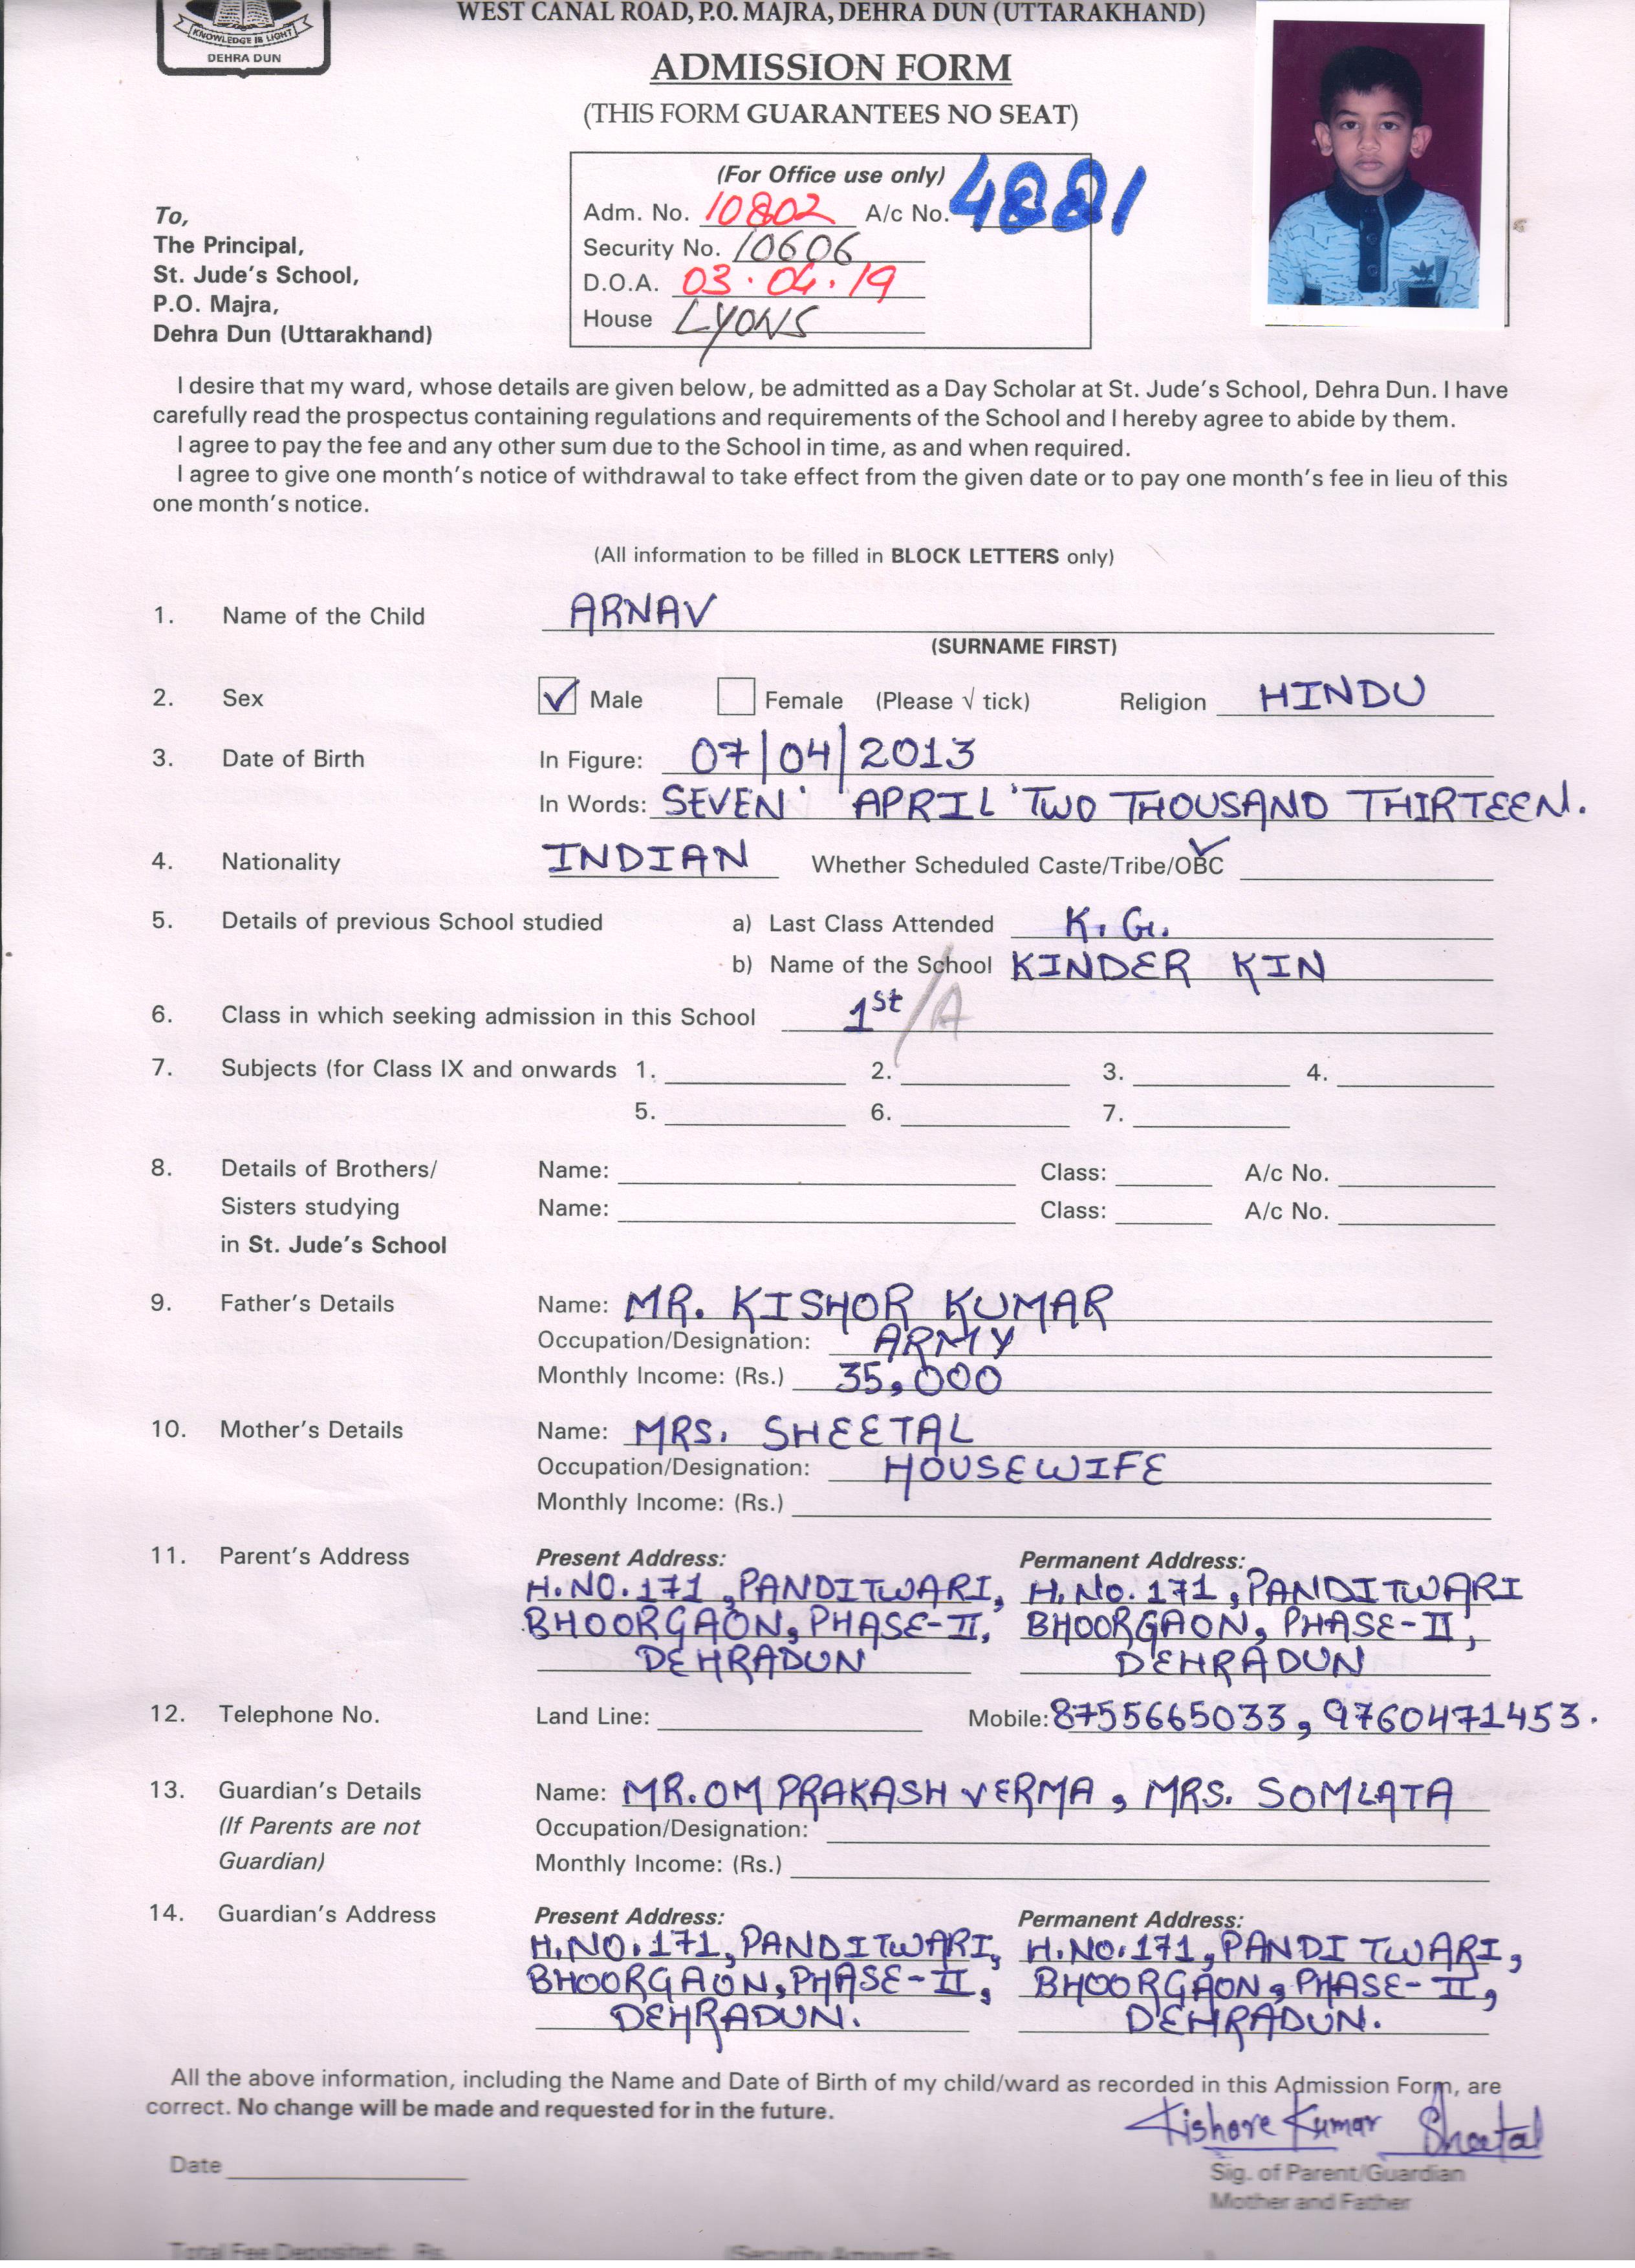 KNOWLEDGE IS LIGHT
DEHRA DUN
WEST CANAL ROAD, P.O. MAJRA, DEHRA DUN (UTTARAKHAND)
ADMISSION FORM
(THIS FORM GUARANTEES NO SEAT)
(For Office use only)
Adm. No. 10802 A/c No. 4881
Security No. 10606
D.O.A. 03.04.19
House LYONS
To,
The Principal,
St. Jude's School,
P.O. Majra,
Dehra Dun (Uttarakhand)
I desire that my ward, whose details are given below, be admitted as a Day Scholar at St. Jude's School, Dehra Dun. I have
carefully read the prospectus containing regulations and requirements of the School and I hereby agree to abide by them.
I agree to pay the fee and any other sum due to the School in time, as and when required.
I agree to give one month's notice of withdrawal to take effect from the given date or to pay one month's fee in lieu of this
one month's notice.
(All information to be filled in BLOCK LETTERS only)
1. Name of the Child ARNAV
(SURNAME FIRST)
2. Sex ✓ Male Female (Please √ tick) Religion HINDU
3. Date of Birth In Figure: 07/04/2013
In Words: SEVEN' 'APRIL 'TWO THOUSAND THIRTEEN.
4. Nationality INDIAN Whether Scheduled Caste/Tribe/OBC ✓
5. Details of previous School studied a) Last Class Attended K.G.
b) Name of the School KINDER KIN
6. Class in which seeking admission in this School 1st/A
7. Subjects (for Class IX and onwards 1. 2. 3. 4.
5. 6. 7.
8. Details of Brothers/ Name: Class: A/c No.
Sisters studying Name: Class: A/c No.
in St. Jude's School
9. Father's Details Name: MR. KISHOR KUMAR
Occupation/Designation: ARMY
Monthly Income: (Rs.) 35,000
10. Mother's Details Name: MRS. SHEETAL
Occupation/Designation: HOUSEWIFE
Monthly Income: (Rs.)
11. Parent's Address Present Address: Permanent Address:
H.NO.171, PANDITWARI, H.No.171, PANDITWARI
BHOORGAON, PHASE-II, BHOORGAON, PHASE-II,
DEHRADUN DEHRADUN
12. Telephone No. Land Line: Mobile: 8755665033, 9760471453.
13. Guardian's Details Name: MR. OM PRAKASH VERMA, MRS. SOMLATA
(If Parents are not Occupation/Designation:
Guardian) Monthly Income: (Rs.)
14. Guardian's Address Present Address: Permanent Address:
H.NO.171, PANDITWARI, H.NO.171, PANDITWARI,
BHOORGAON, PHASE-II, BHOORGAON, PHASE-II,
DEHRADUN. DEHRADUN.
All the above information, including the Name and Date of Birth of my child/ward as recorded in this Admission Form, are
correct. No change will be made and requested for in the future.
Kishore Kumar Sheetal
Date Sig. of Parent/Guardian
Mother and Father
Total Fee Deposited: Rs. (Security Amount Rs.